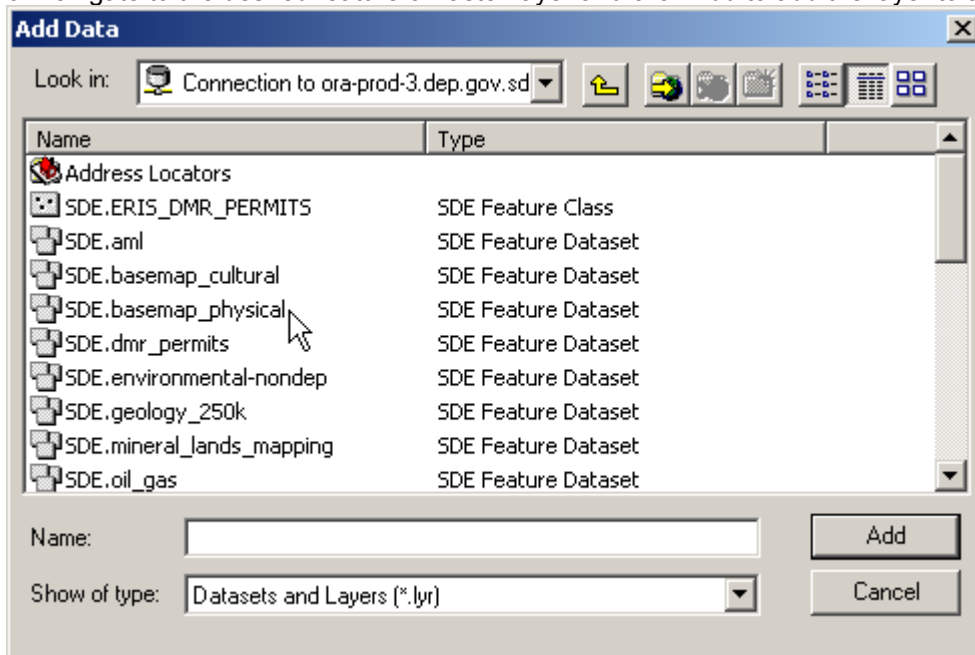 Add Data
Look in: Connection to ora-prod-3.dep.gov.sd
Name Type
Address Locators
SDE.ERIS_DMR_PERMITS SDE Feature Class
SDE.aml SDE Feature Dataset
SDE.basemap_cultural SDE Feature Dataset
SDE.basemap_physical SDE Feature Dataset
SDE.dmr_permits SDE Feature Dataset
SDE.environmental-nondep SDE Feature Dataset
SDE.geology_250k SDE Feature Dataset
SDE.mineral_lands_mapping SDE Feature Dataset
SDE.oil_gas SDE Feature Dataset
Name: Add
Show of type: Datasets and Layers (*.lyr) Cancel